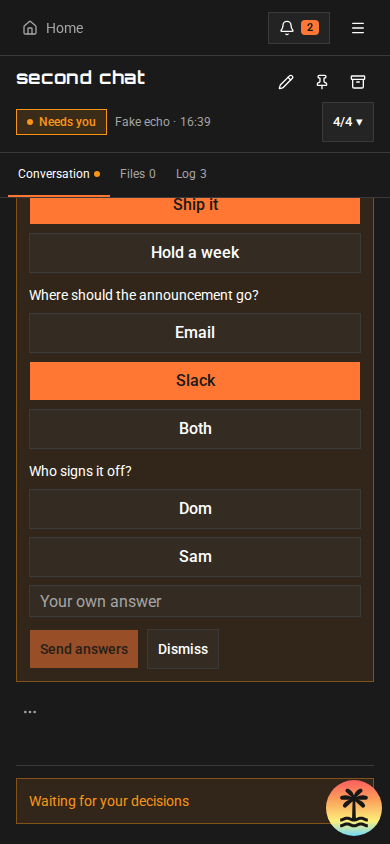 Home
2
second chat
Needs you
Fake echo · 16:39
4/4 ▾
Conversation
Files 0
Log 3
Ship it
Hold a week
Where should the announcement go?
Email
Slack
Both
Who signs it off?
Dom
Sam
Your own answer
Send answers
Dismiss
...
Waiting for your decisions